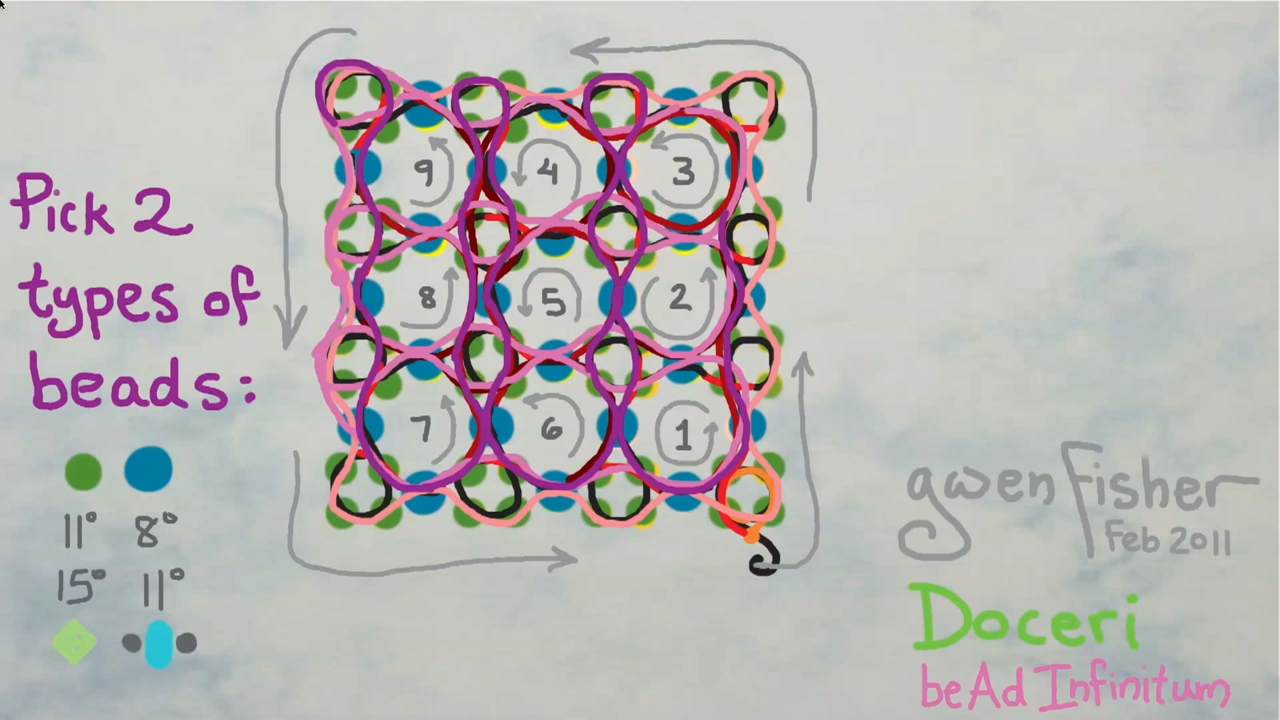 Pick 2
types of
beads:
11° 8°
15° 11°
9 4 3
8 5 2
7 6 1
gwen Fisher
Feb 2011
Doceri
beAd Infinitum